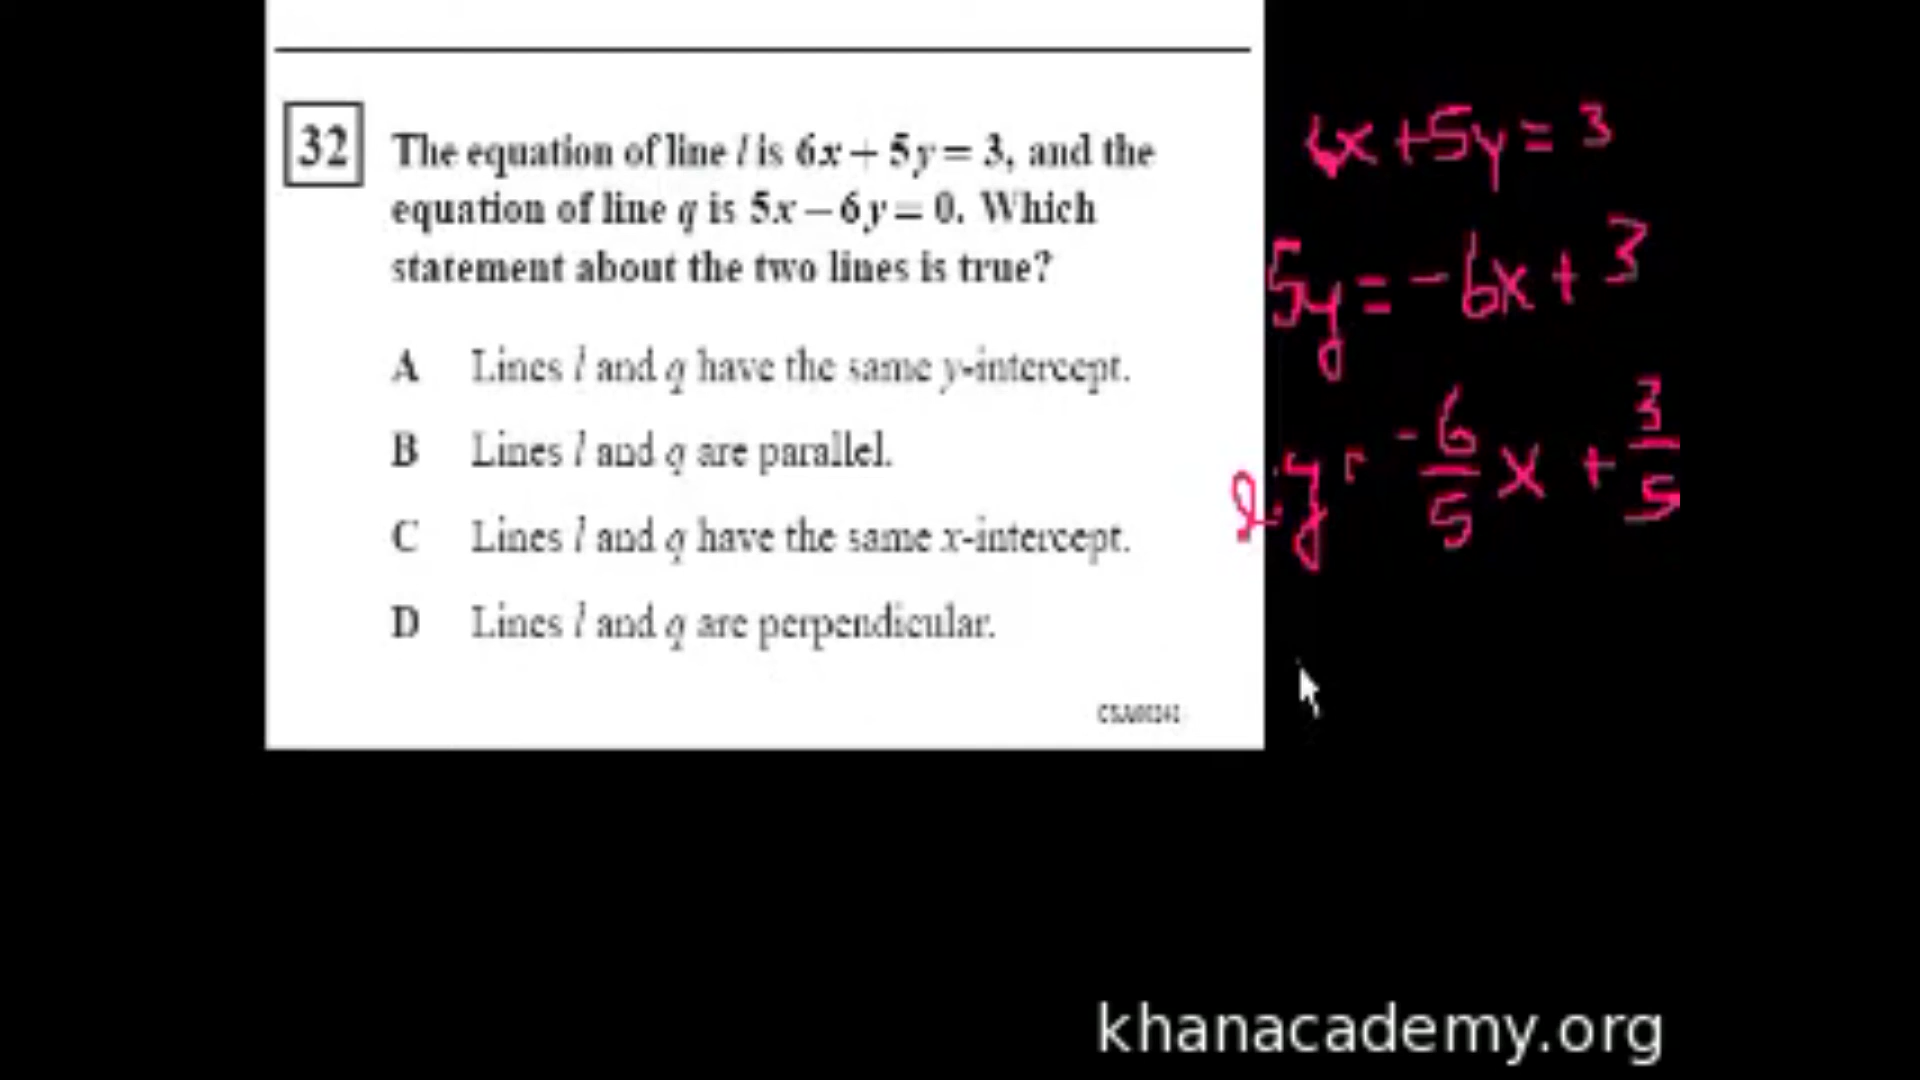 32 The equation of line l is 6x + 5y = 3, and the
equation of line q is 5x − 6y = 0. Which
statement about the two lines is true?
A Lines l and q have the same y-intercept.
B Lines l and q are parallel.
C Lines l and q have the same x-intercept.
D Lines l and q are perpendicular.
6x + 5y = 3
5y = -6x + 3
l: y = -6/5 x + 3/5
khanacademy.org